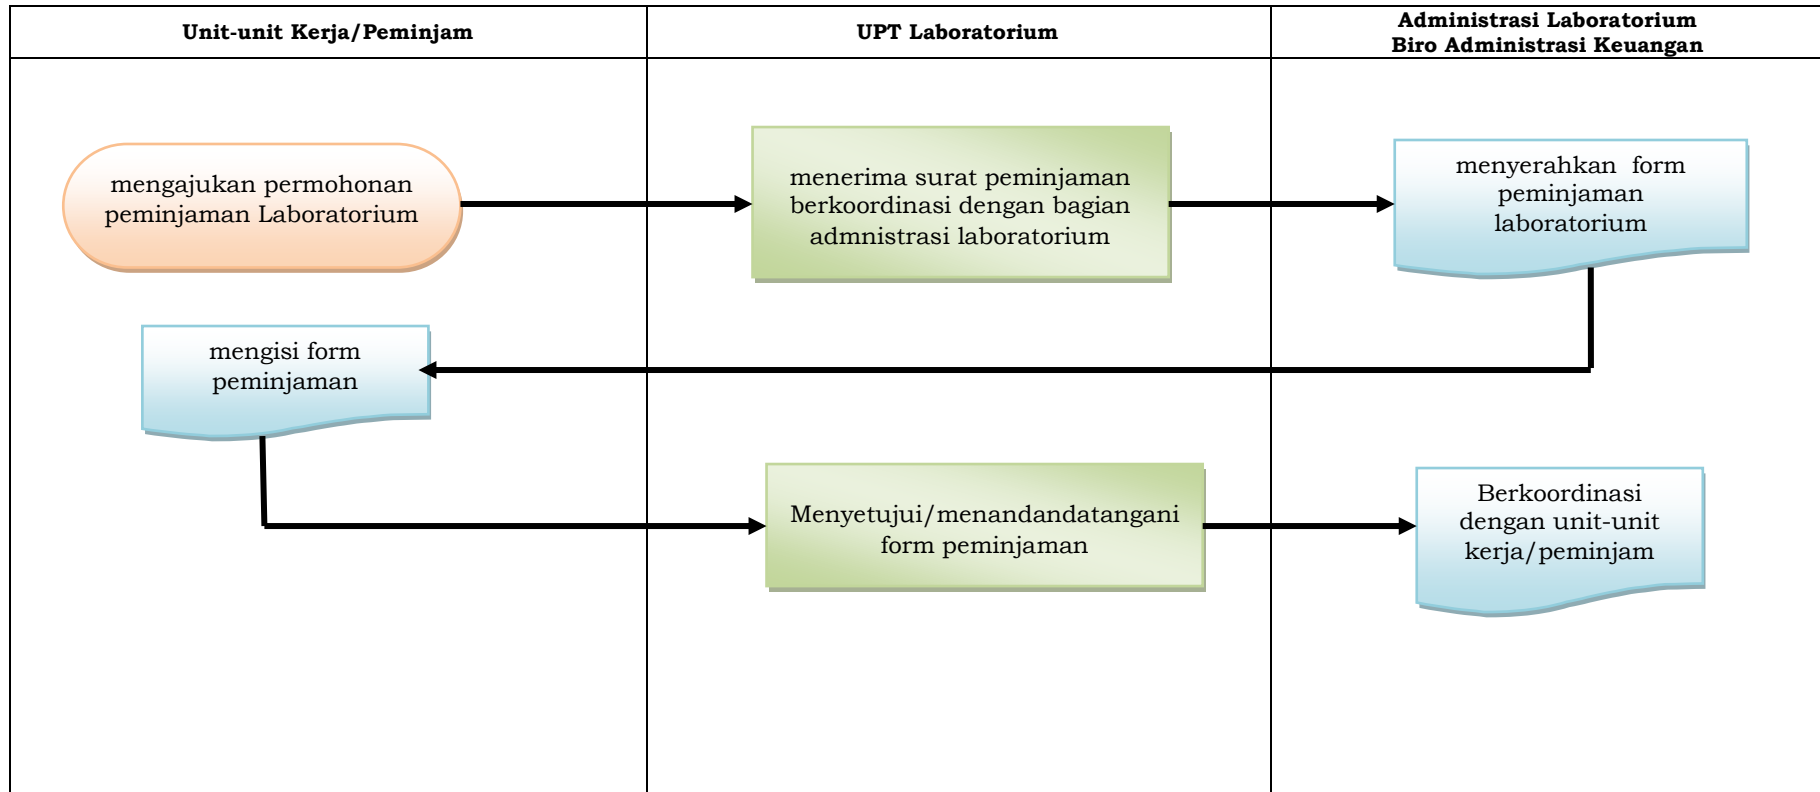 Unit-unit Kerja/Peminjam
UPT Laboratorium
Administrasi Laboratorium
Biro Administrasi Keuangan
mengajukan permohonan
peminjaman Laboratorium
menerima surat peminjaman
berkoordinasi dengan bagian
admnistrasi laboratorium
menyerahkan form
peminjaman
laboratorium
mengisi form
peminjaman
Menyetujui/menandandatangani
form peminjaman
Berkoordinasi
dengan unit-unit
kerja/peminjam